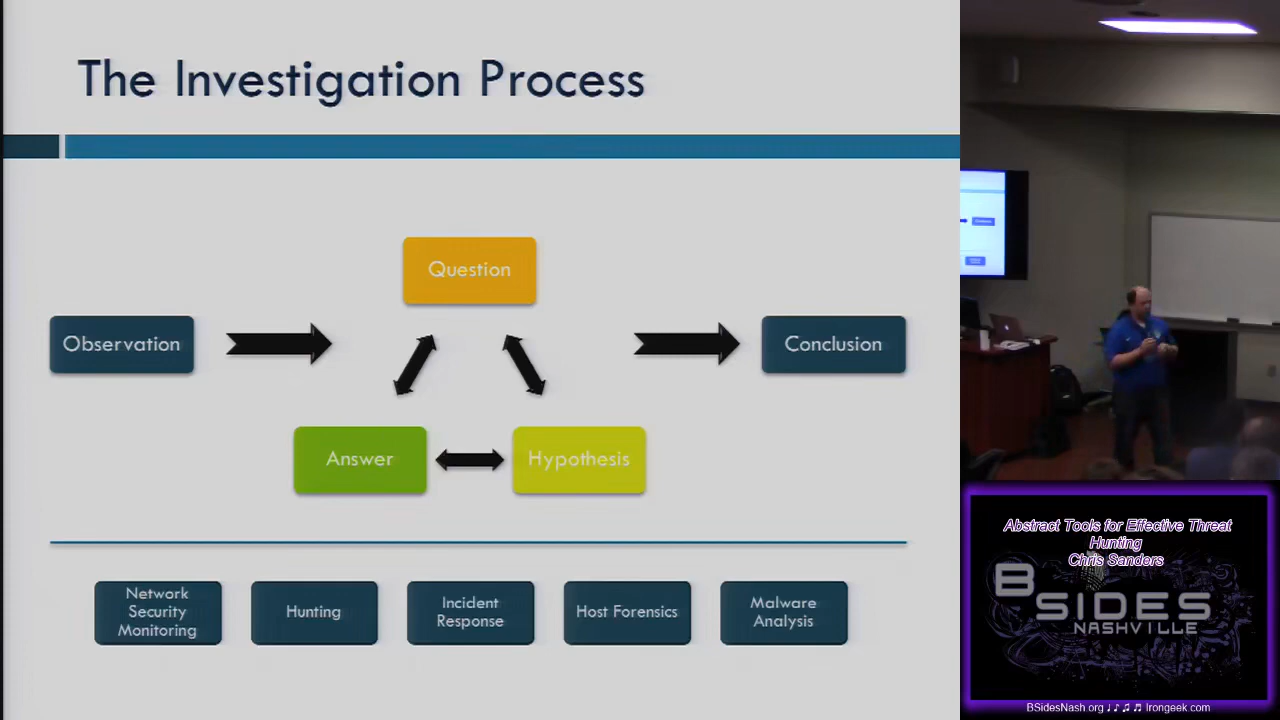 The Investigation Process
Question
Observation
Conclusion
Answer
Hypothesis
Network
Security
Monitoring
Hunting
Incident
Response
Host Forensics
Malware
Analysis
Abstract Tools for Effective Threat
Hunting
Chris Sanders
BSIDES
NASHVILLE
BSidesNash.org ♩ ♪ ♫ ♬ Irongeek.com